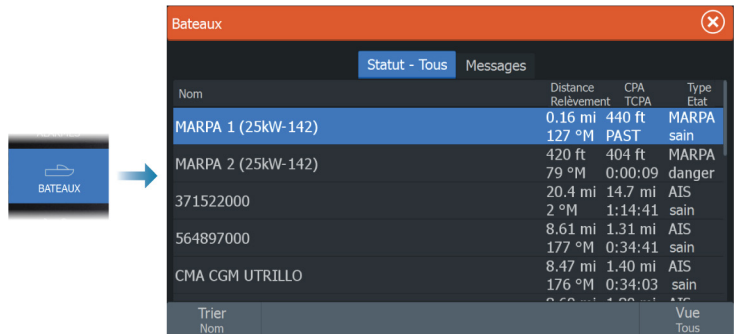 Bateaux
Statut - Tous Messages
Nom Distance CPA Type
Relèvement TCPA Etat
MARPA 1 (25kW-142) 0.16 mi 440 ft MARPA
127 °M PAST sain
MARPA 2 (25kW-142) 420 ft 404 ft MARPA
79 °M 0:00:09 danger
371522000 20.4 mi 14.7 mi AIS
2 °M 1:14:41 sain
564897000 8.61 mi 1.31 mi AIS
177 °M 0:34:41 sain
CMA CGM UTRILLO 8.47 mi 1.40 mi AIS
176 °M 0:34:03 sain
BATEAUX
Trier Vue
Nom Tous